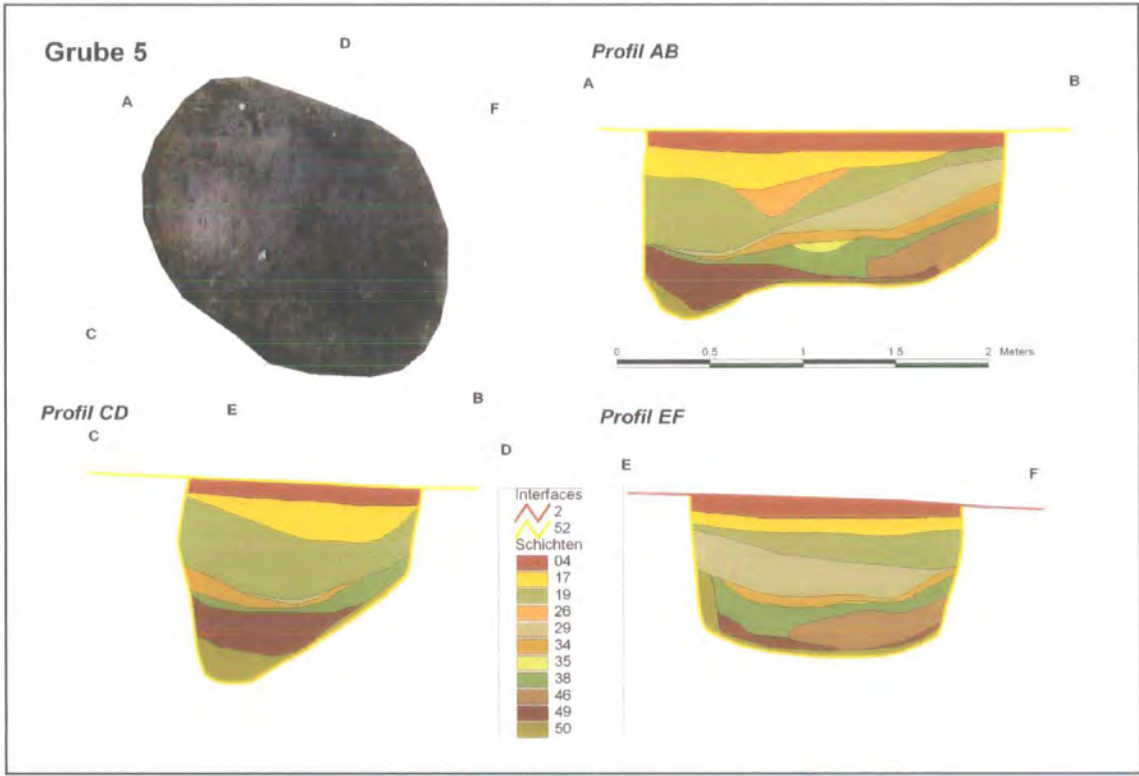 Grube 5
D
A
F
C
E
B
Profil AB
A
B
0
0.5
1
1.5
2
Meters
Profil CD
C
D
Profil EF
E
F
Interfaces
2
52
Schichten
04
17
19
26
29
34
35
38
46
49
50